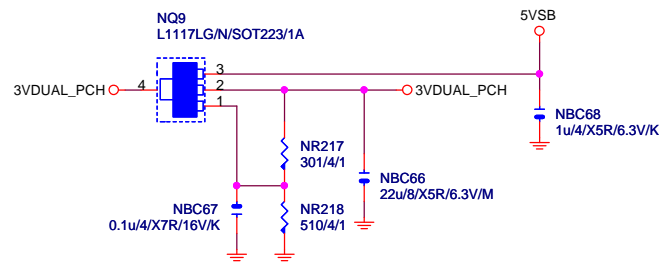 NQ9
L1117LG/N/SOT223/1A
5VSB
3VDUAL_PCH
4
3
2
1
3VDUAL_PCH
NBC68
1u/4/X5R/6.3V/K
NR217
301/4/1
NBC66
22u/8/X5R/6.3V/M
NBC67
0.1u/4/X7R/16V/K
NR218
510/4/1